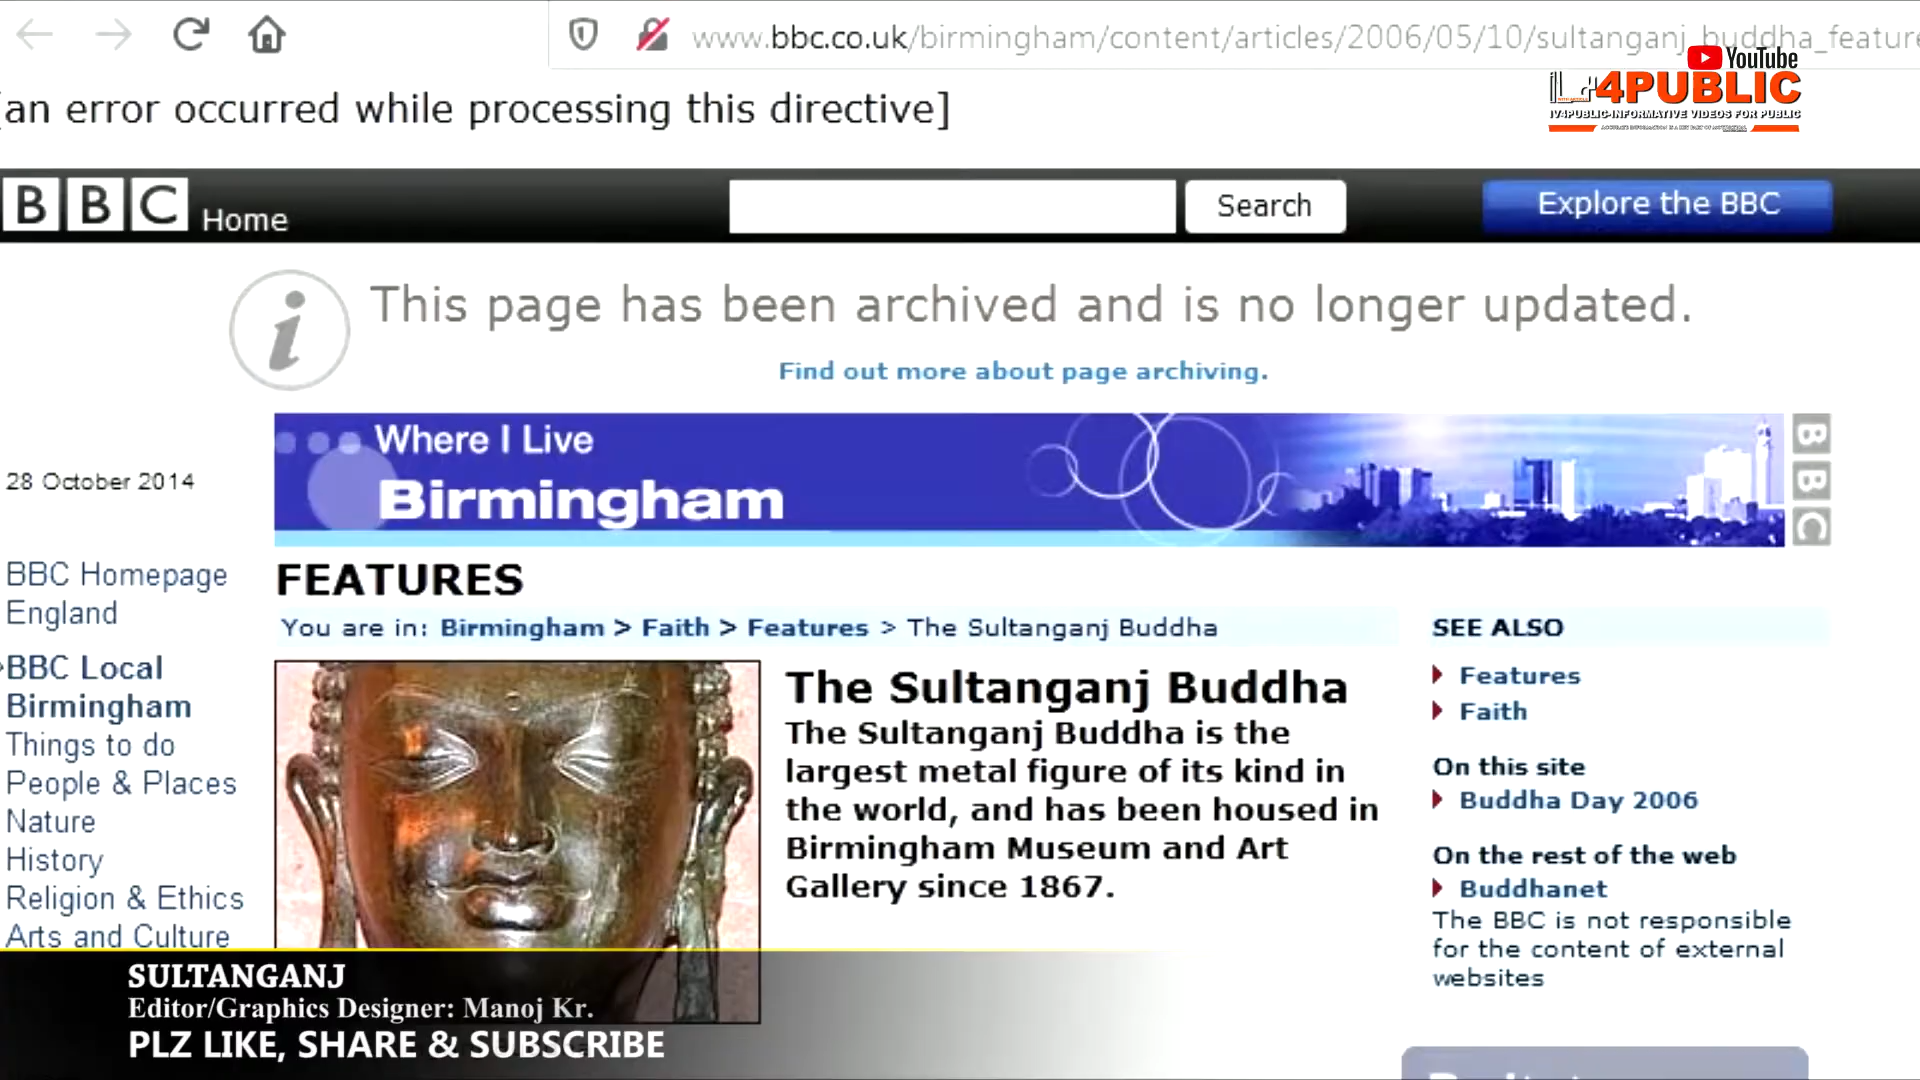 www.bbc.co.uk/birmingham/content/articles/2006/05/10/sultanganj_buddha_feature
YouTube
4PUBLIC
IV4PUBLIC-INFORMATIVE VIDEOS FOR PUBLIC
[an error occurred while processing this directive]
BBC Home
Search
Explore the BBC
This page has been archived and is no longer updated.
Find out more about page archiving.
Where I Live
Birmingham
BBC
28 October 2014
BBC Homepage
England
BBC Local
Birmingham
Things to do
People & Places
Nature
History
Religion & Ethics
Arts and Culture
FEATURES
You are in: Birmingham > Faith > Features > The Sultanganj Buddha
The Sultanganj Buddha
The Sultanganj Buddha is the
largest metal figure of its kind in
the world, and has been housed in
Birmingham Museum and Art
Gallery since 1867.
SEE ALSO
Features
Faith
On this site
Buddha Day 2006
On the rest of the web
Buddhanet
The BBC is not responsible
for the content of external
websites
SULTANGANJ
Editor/Graphics Designer: Manoj Kr.
PLZ LIKE, SHARE & SUBSCRIBE